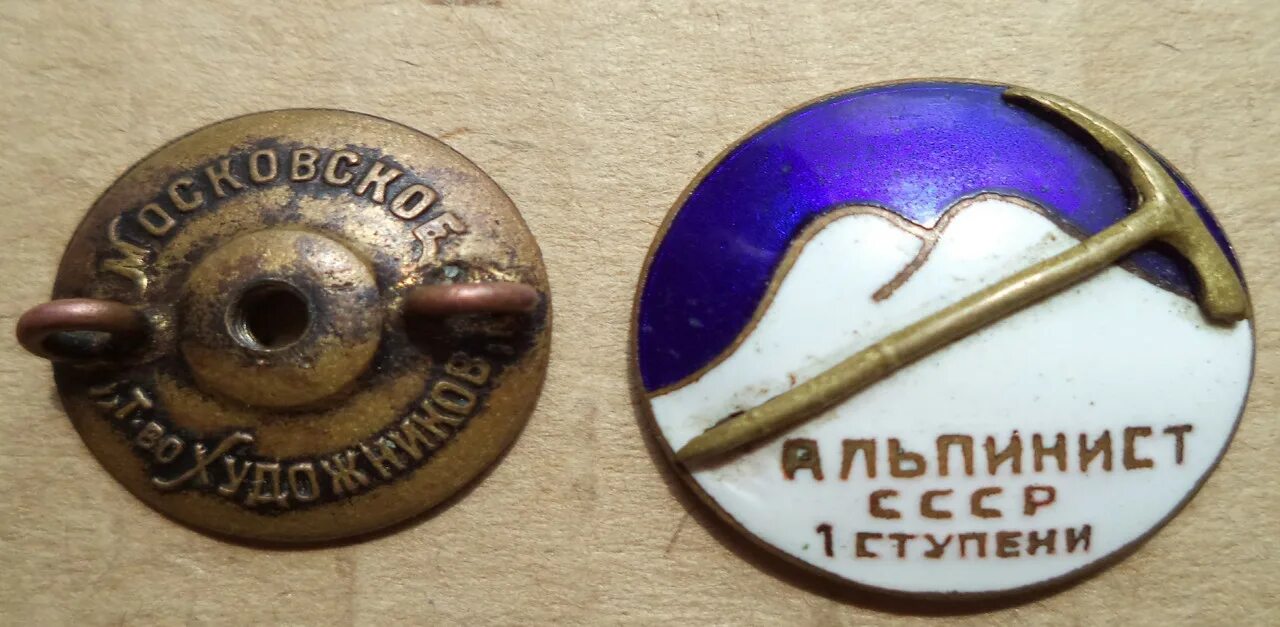 МОСКОВСКОЕ
"Т-ВО ХУДОЖНИКОВ"
АЛЬПИНИСТ
СССР
1 СТУПЕНИ